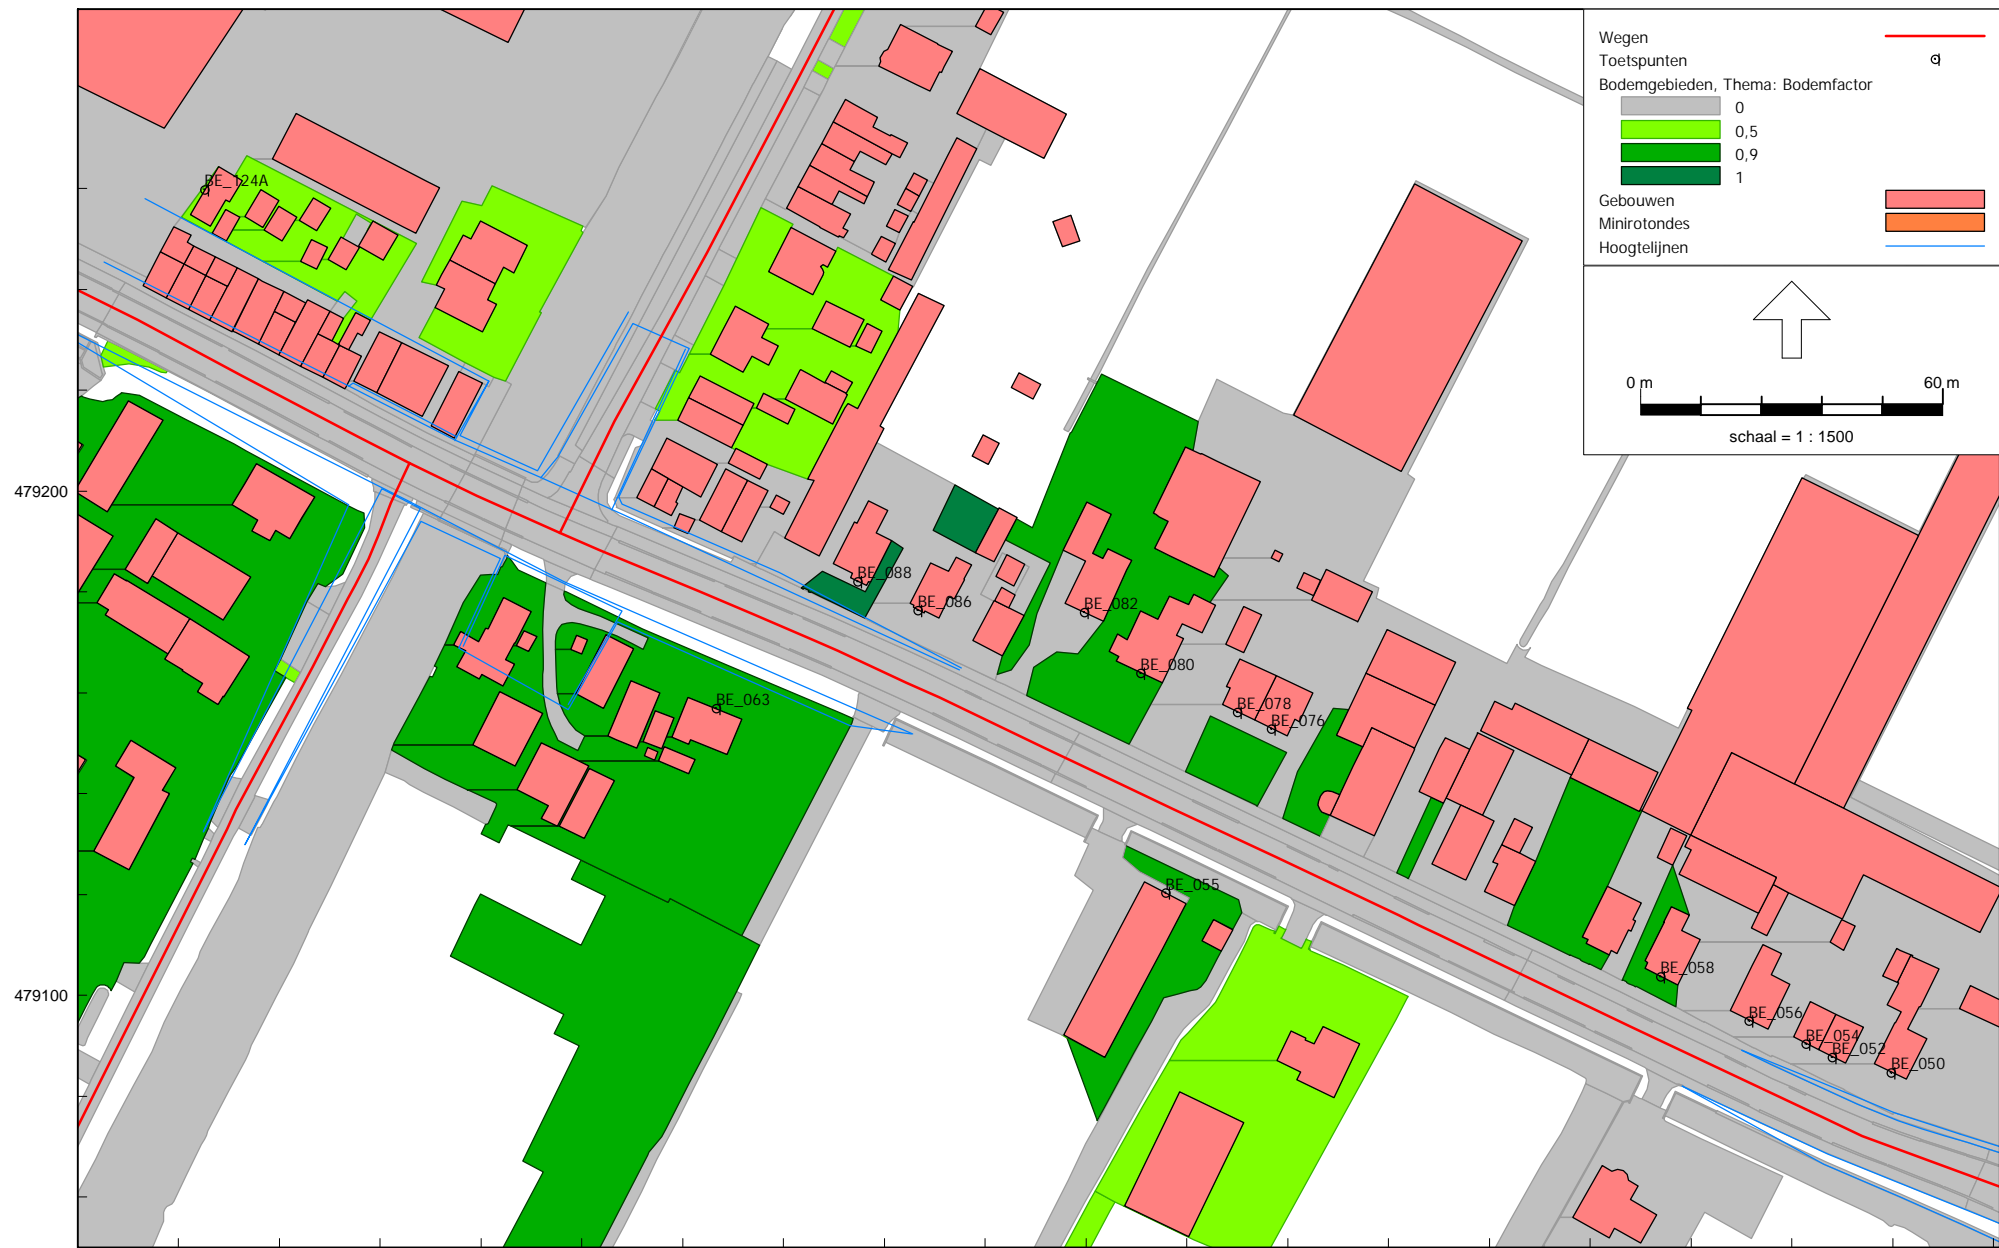 Wegen
Toetspunten
Bodemgebieden, Thema: Bodemfactor
0
0,5
0,9
1
Gebouwen
Minirotondes
Hoogtelijnen
0 m 60 m
schaal = 1 : 1500
BE_124A
479200
BE_088
BE_086
BE_082
BE_080
BE_063
BE_078
BE_076
BE_055
BE_058
479100
BE_056
BE_054
BE_052
BE_050